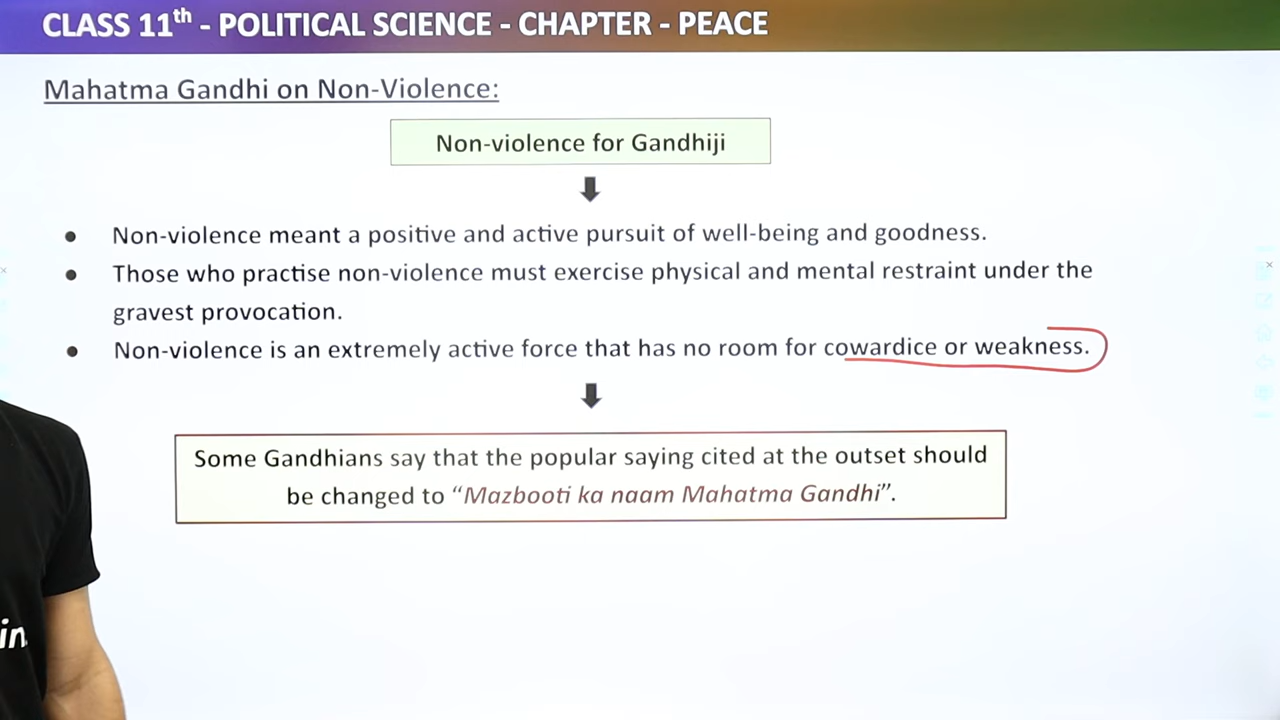 CLASS 11th - POLITICAL SCIENCE - CHAPTER - PEACE
Mahatma Gandhi on Non-Violence:
Non-violence for Gandhiji
Non-violence meant a positive and active pursuit of well-being and goodness.
Those who practise non-violence must exercise physical and mental restraint under the
gravest provocation.
Non-violence is an extremely active force that has no room for cowardice or weakness.
Some Gandhians say that the popular saying cited at the outset should
be changed to “Mazbooti ka naam Mahatma Gandhi”.
in